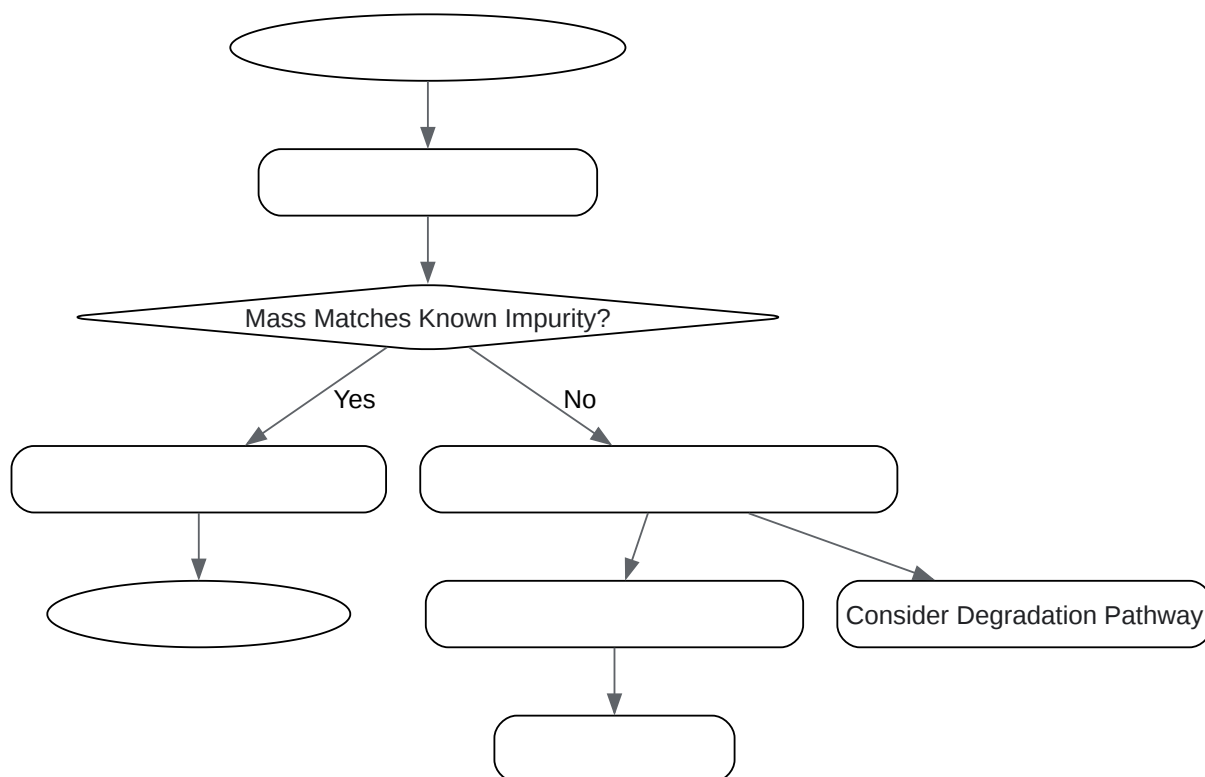 Mass Matches Known Impurity?
Yes
No
Consider Degradation Pathway